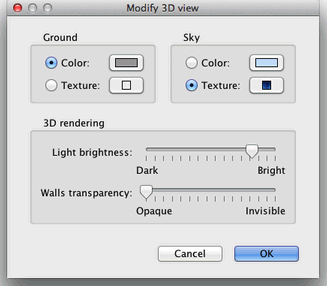 Modify 3D view
Ground
Sky
Color:
Color:
Texture:
Texture:
3D rendering
Light brightness:
Dark
Bright
Walls transparency:
Opaque
Invisible
Cancel
OK